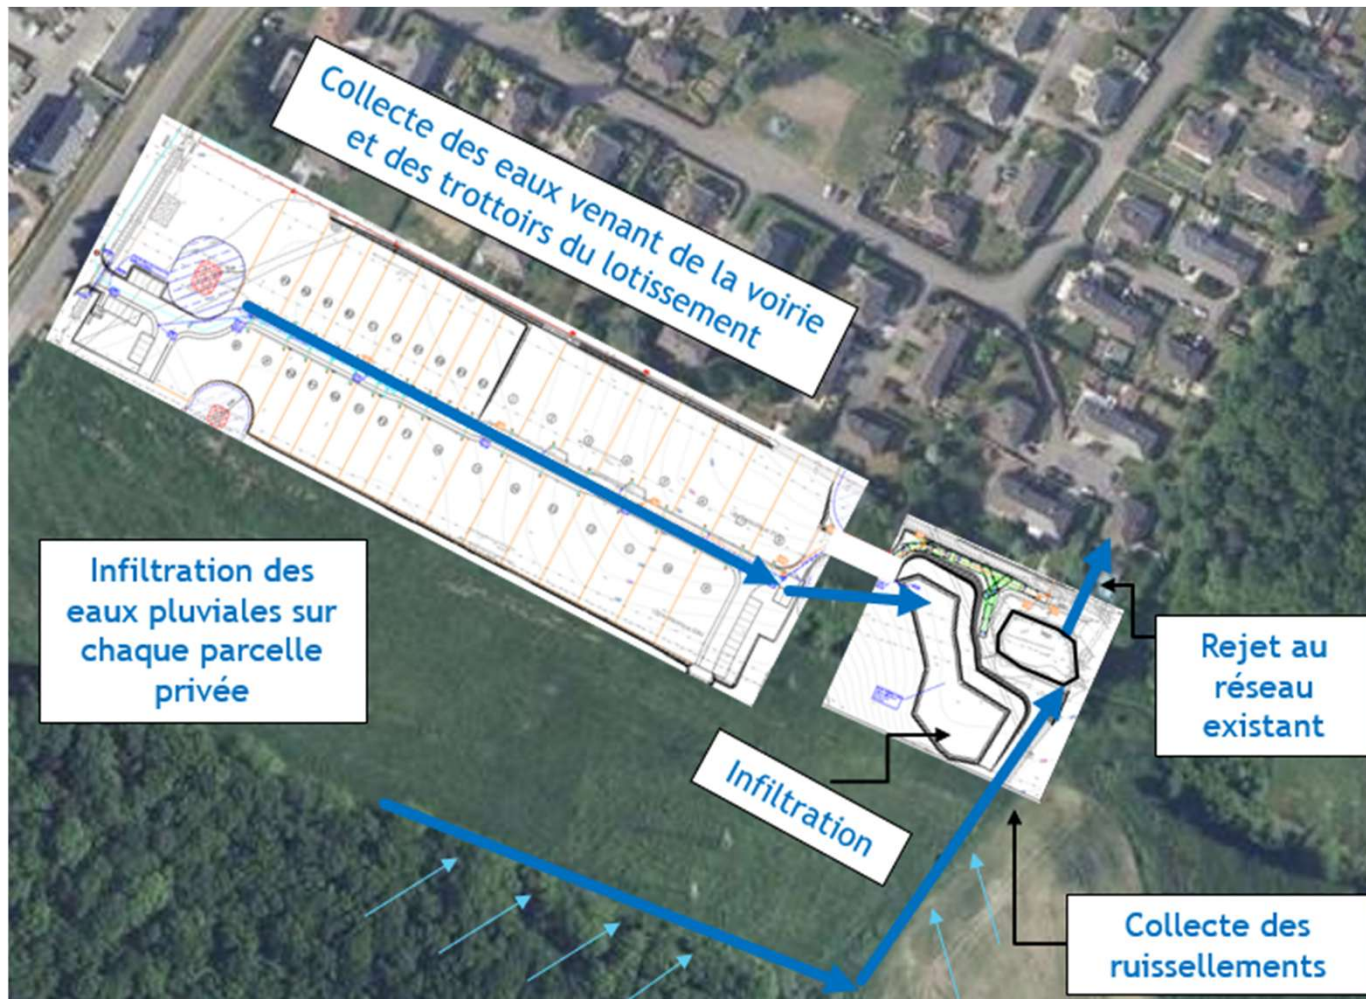 Collecte des eaux venant de la voirie
et des trottoirs du lotissement
Infiltration des
eaux pluviales sur
chaque parcelle
privée
Rejet au
réseau
existant
Infiltration
Collecte des
ruissellements